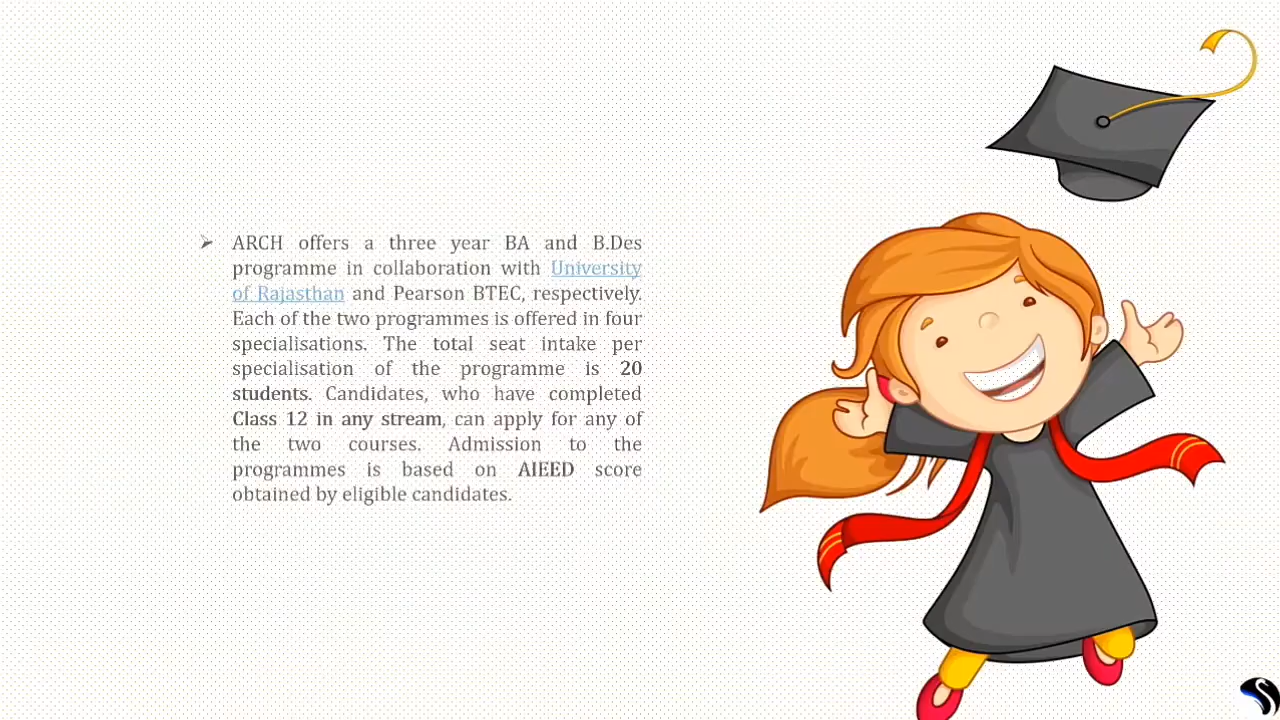 ARCH offers a three year BA and B.Des
programme in collaboration with University
of Rajasthan and Pearson BTEC, respectively.
Each of the two programmes is offered in four
specialisations. The total seat intake per
specialisation of the programme is 20
students. Candidates, who have completed
Class 12 in any stream, can apply for any of
the two courses. Admission to the
programmes is based on AIEED score
obtained by eligible candidates.